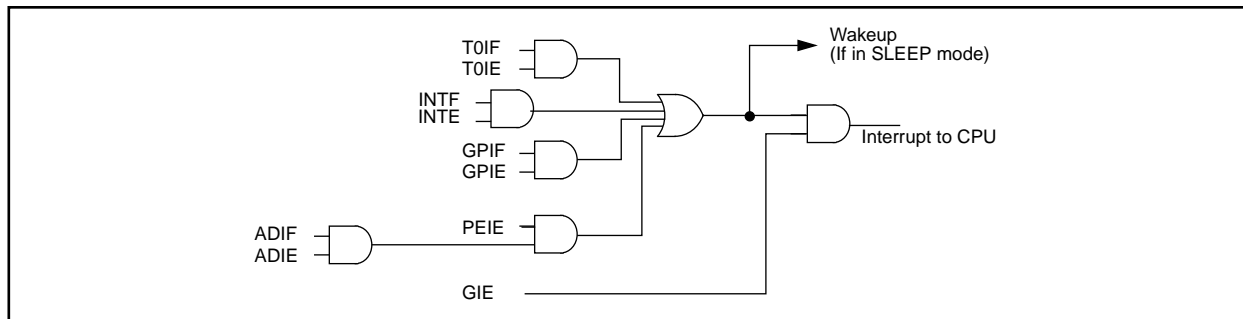 Wakeup
(If in SLEEP mode)
T0IF
T0IE
INTF
INTE
GPIF
GPIE
Interrupt to CPU
PEIE
ADIF
ADIE
GIE